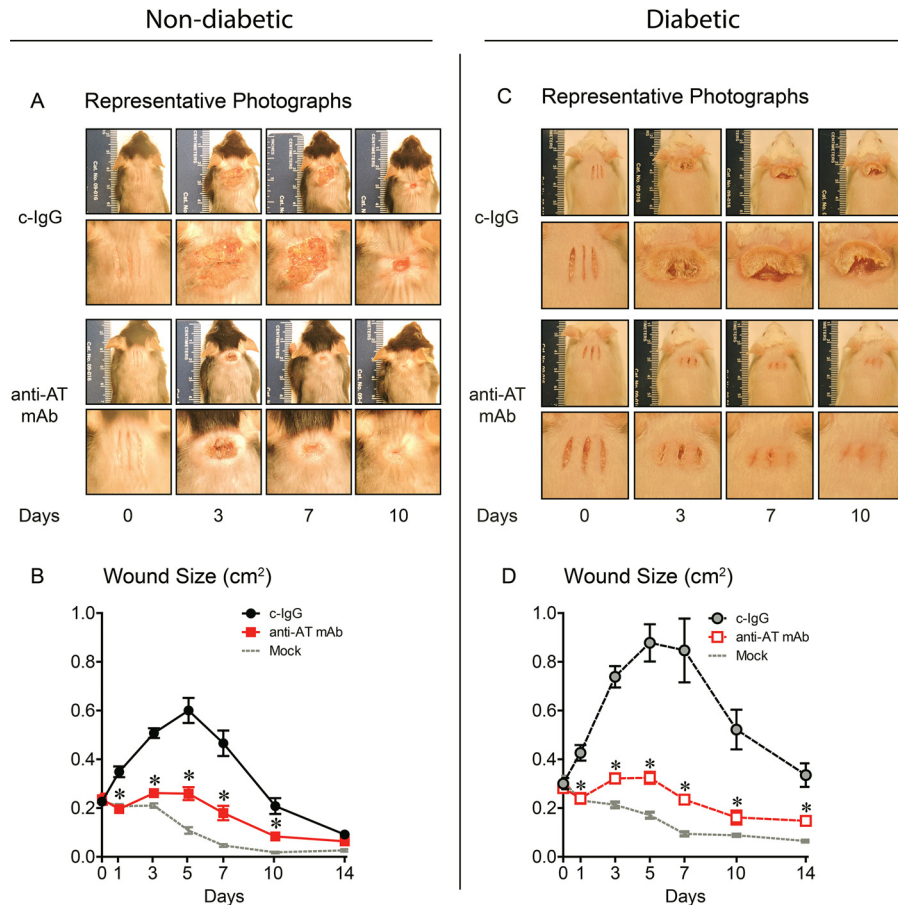 Non-diabetic
Diabetic
A Representative Photographs
c-IgG
anti-AT
mAb
Days 0 3 7 10
B Wound Size (cm²)
c-IgG
anti-AT mAb
Mock
1.0
0.8
0.6
0.4
0.2
0.0
* * * * *
0 1 3 5 7 10 14
Days
C Representative Photographs
c-IgG
anti-AT
mAb
Days 0 3 7 10
D Wound Size (cm²)
c-IgG
anti-AT mAb
Mock
1.0
0.8
0.6
0.4
0.2
0.0
* * * * * *
0 1 3 5 7 10 14
Days